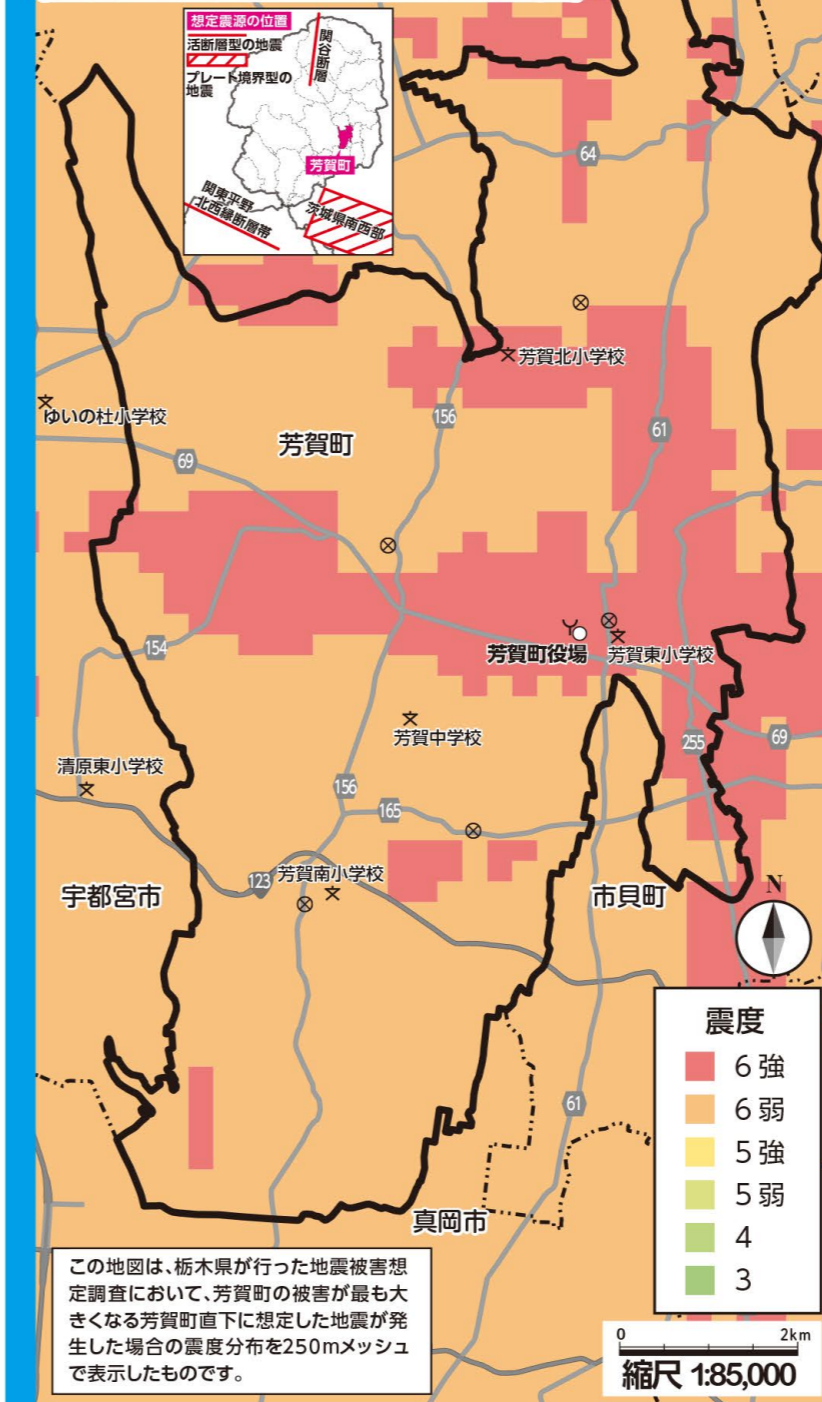 想定震源の位置
活断層型の地震
プレート境界型の
地震
関谷断層
芳賀町
関東平野
北西縁断層帯
茨城県南西部
64
芳賀北小学校
ゆいの杜小学校
156
61
芳賀町
69
154
芳賀町役場
芳賀東小学校
芳賀中学校
255
69
清原東小学校
156
165
123
芳賀南小学校
宇都宮市
市貝町
N
61
真岡市
震度
6強
6弱
5強
5弱
4
3
この地図は、栃木県が行った地震被害想
定調査において、芳賀町の被害が最も大
きくなる芳賀町直下に想定した地震が発
生した場合の震度分布を250mメッシュ
で表示したものです。
0 2km
縮尺 1:85,000